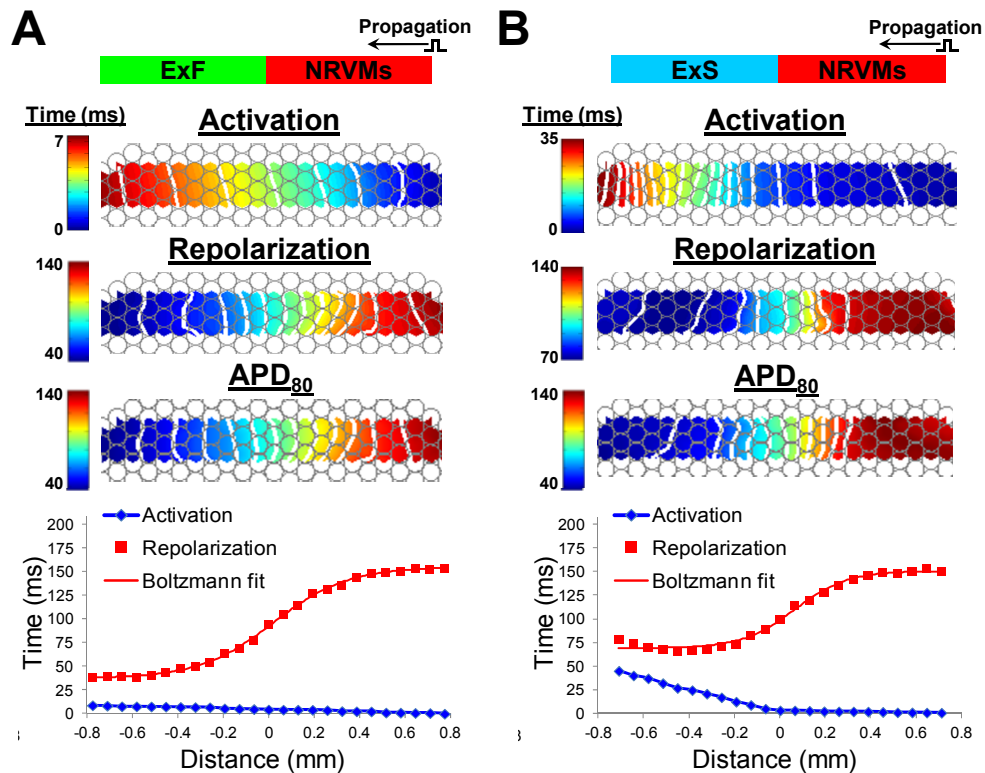 A
Propagation
ExF NRVMs
Time (ms)
Activation
7
0
Repolarization
140
40
APD80
140
40
Activation
Repolarization
Boltzmann fit
Time (ms)
200
175
150
125
100
75
50
25
0
-0.8 -0.6 -0.4 -0.2 0.0 0.2 0.4 0.6 0.8
Distance (mm)
B
Propagation
ExS NRVMs
Time (ms)
Activation
35
0
Repolarization
140
70
APD80
140
40
Activation
Repolarization
Boltzmann fit
Time (ms)
200
175
150
125
100
75
50
25
0
-0.8 -0.6 -0.4 -0.2 0.0 0.2 0.4 0.6 0.8
Distance (mm)